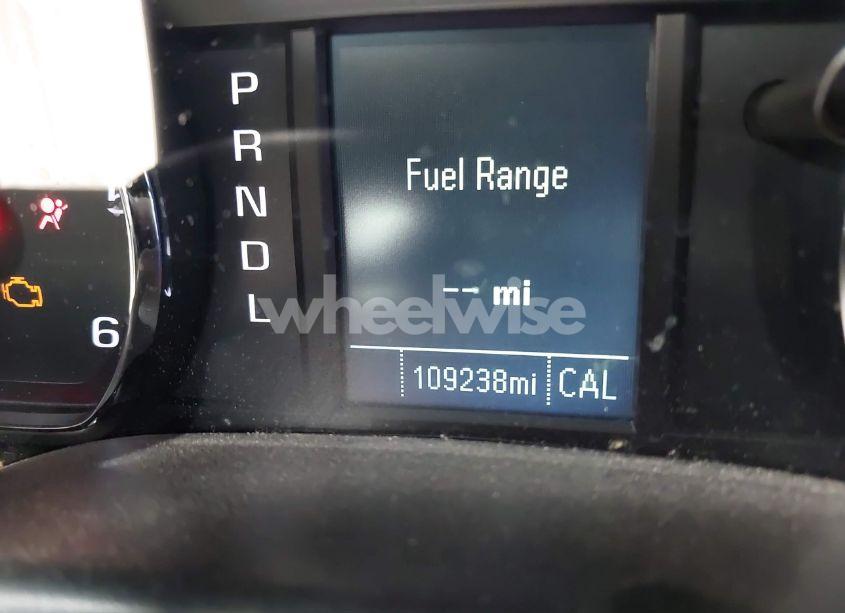 P
R
N
D
L
Fuel Range
-- mi
109238mi
CAL
6
wheelwise